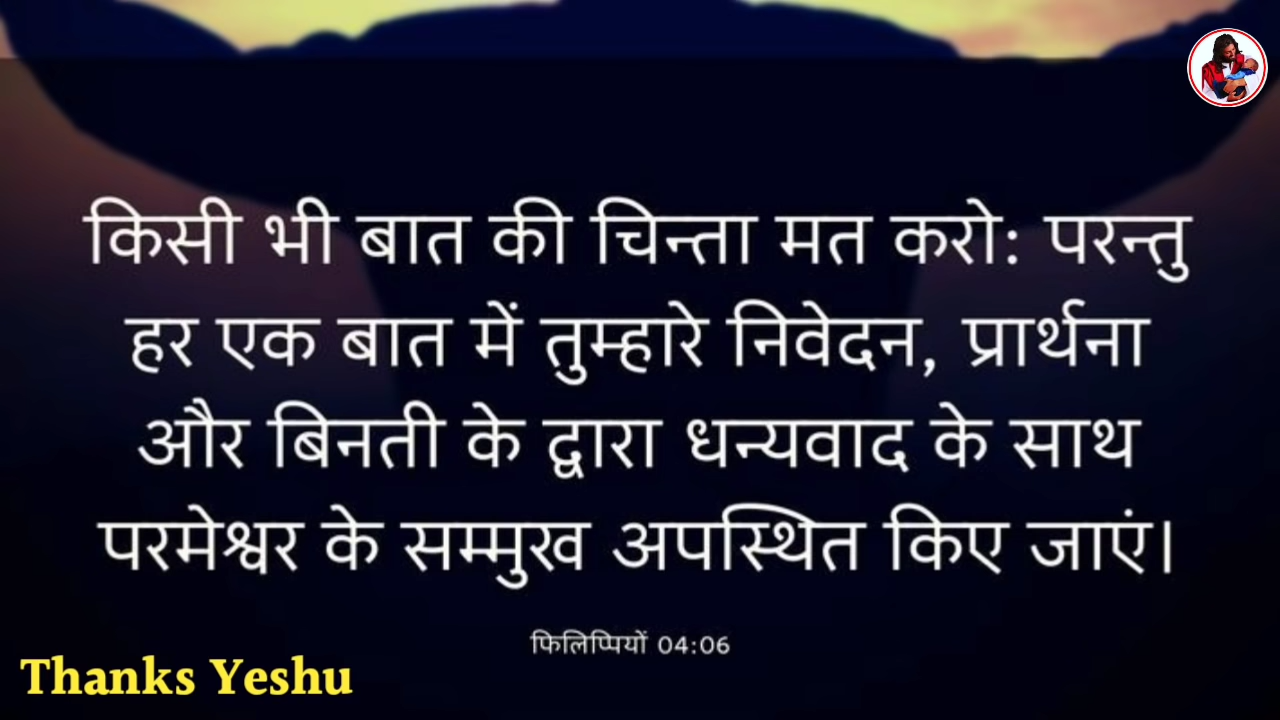 किसी भी बात की चिन्ता मत करो: परन्तु
हर एक बात में तुम्हारे निवेदन, प्रार्थना
और बिनती के द्वारा धन्यवाद के साथ
परमेश्वर के सम्मुख अपस्थित किए जाएं।
फिलिप्पियों 04:06
Thanks Yeshu